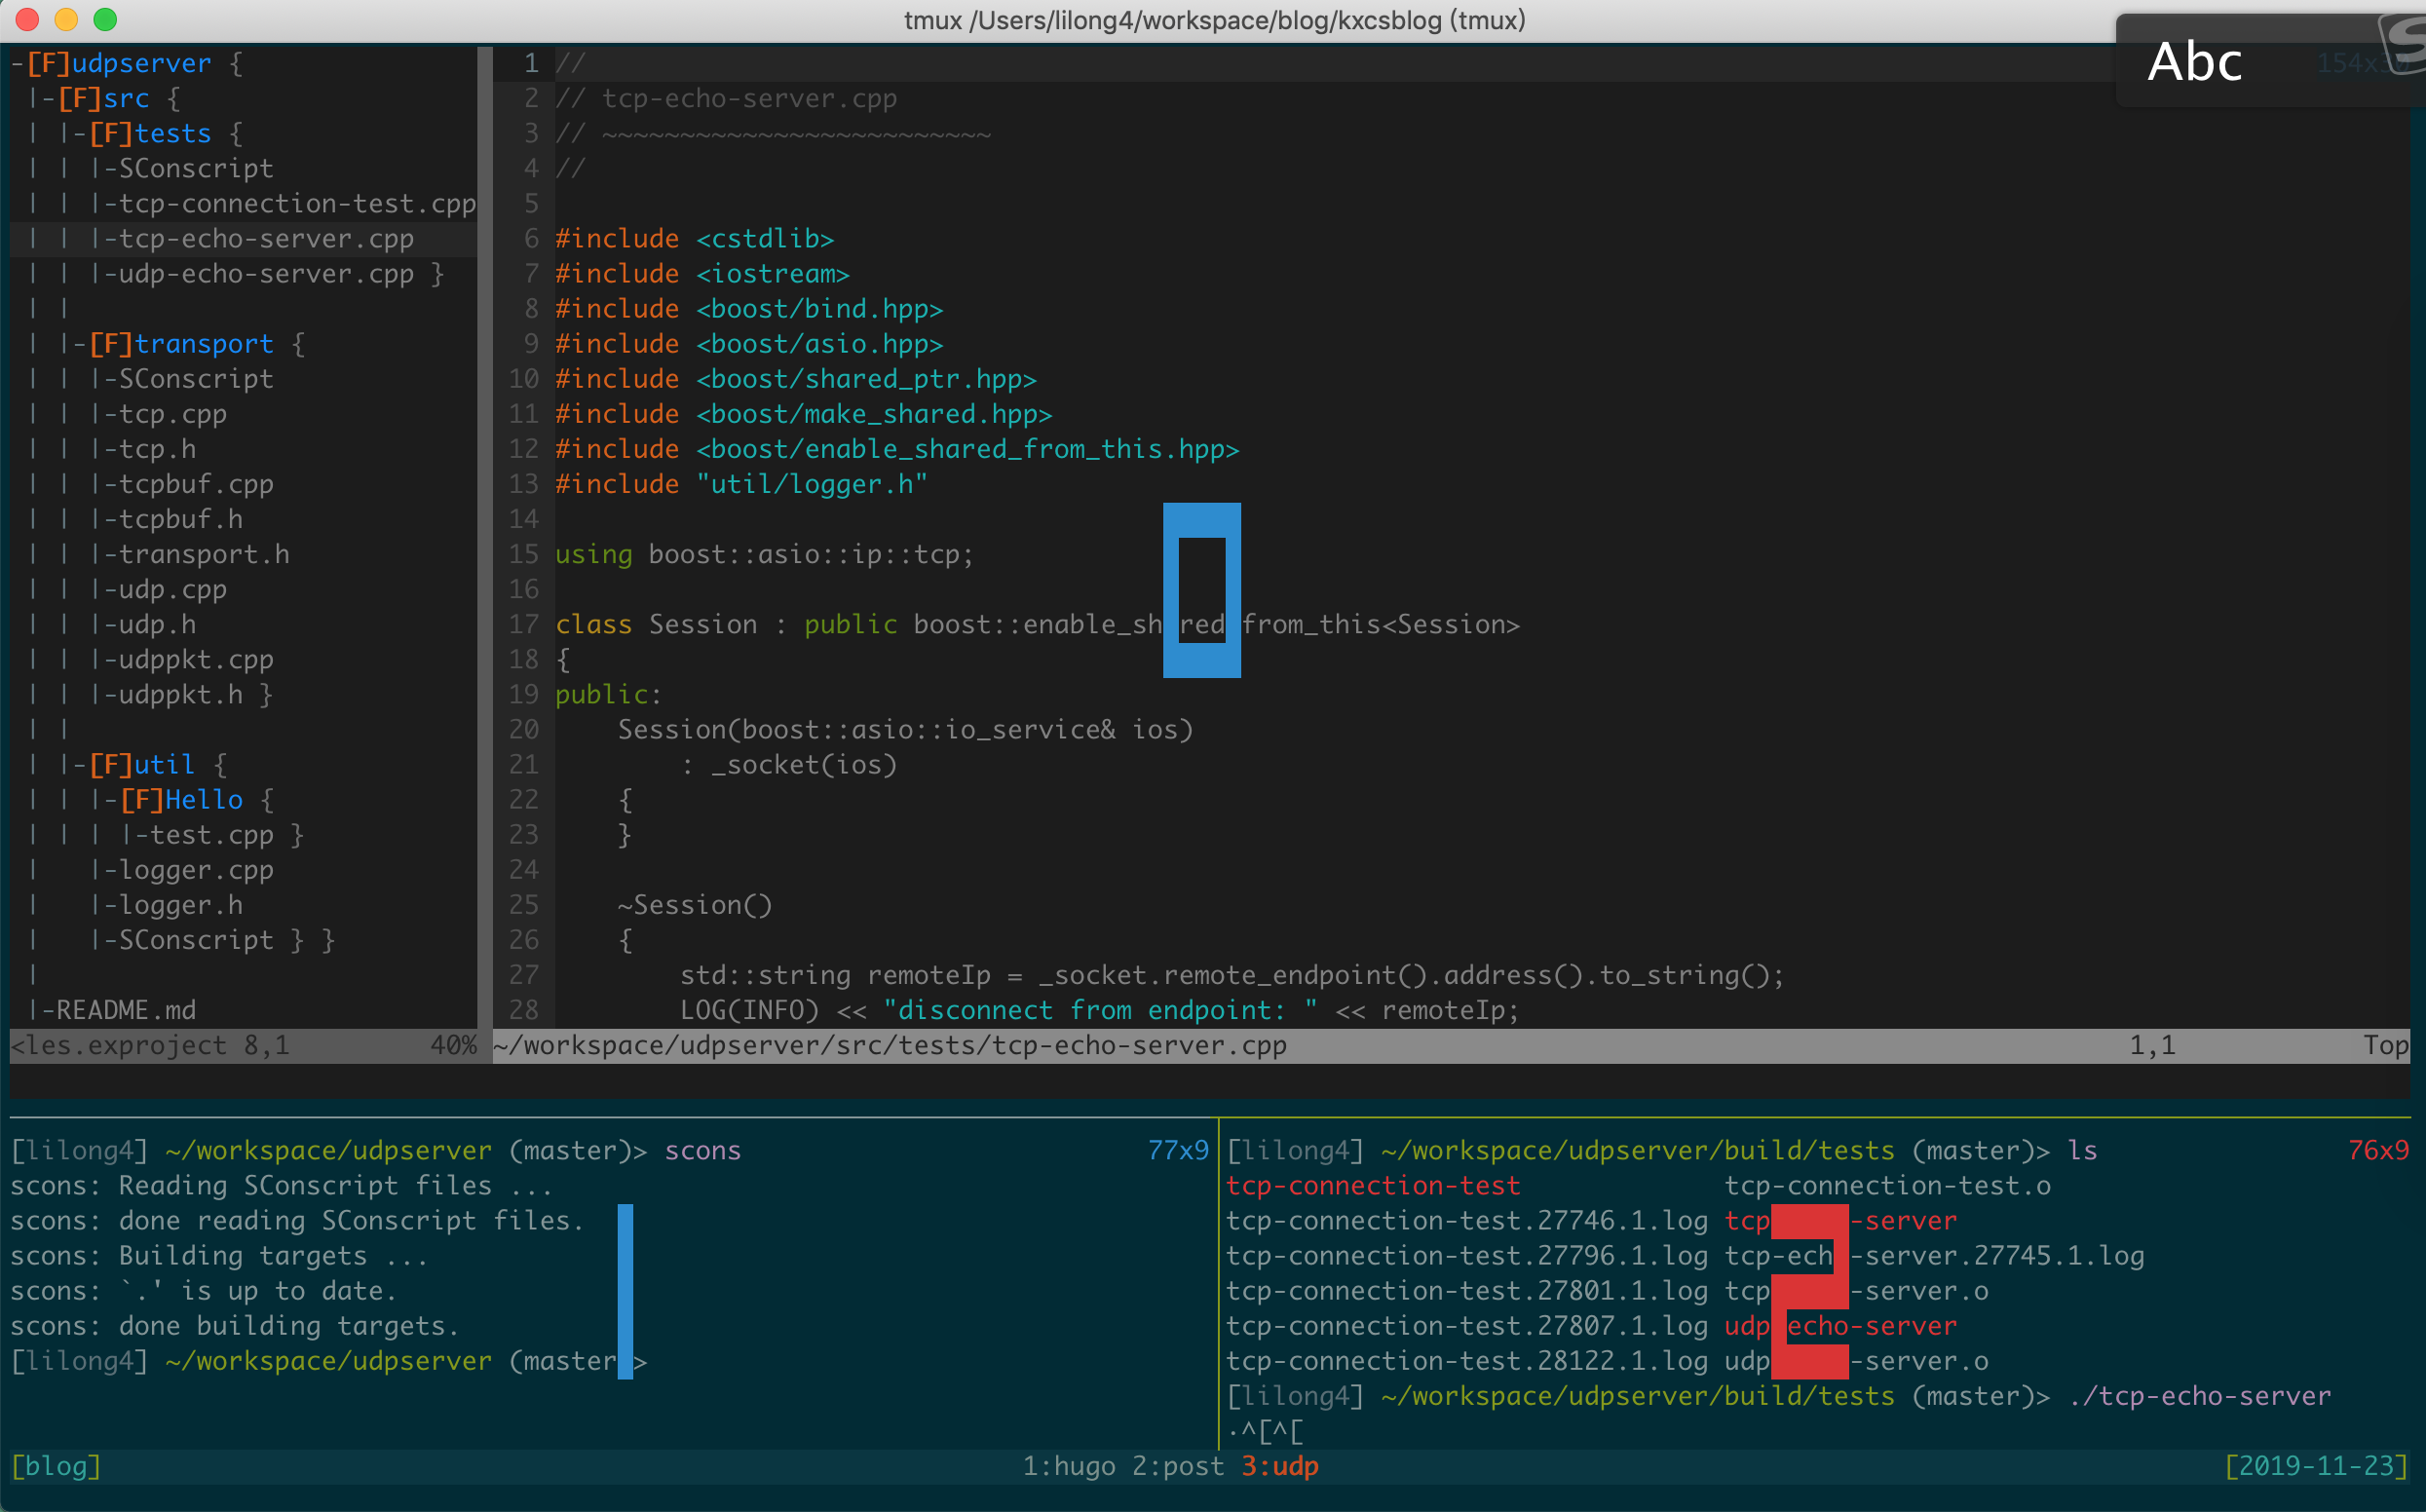 tmux /Users/lilong4/workspace/blog/kxcsblog (tmux)
Abc
-[F]udpserver {
|-[F]src {
| |-[F]tests {
| | |-SConscript
| | |-tcp-connection-test.cpp
| | |-tcp-echo-server.cpp
| | |-udp-echo-server.cpp }
| |
| |-[F]transport {
| | |-SConscript
| | |-tcp.cpp
| | |-tcp.h
| | |-tcpbuf.cpp
| | |-tcpbuf.h
| | |-transport.h
| | |-udp.cpp
| | |-udp.h
| | |-udppkt.cpp
| | |-udppkt.h }
| |
| |-[F]util {
| | |-[F]Hello {
| | | |-test.cpp }
|   |-logger.cpp
|   |-logger.h
|   |-SConscript } }
|
|-README.md
<les.exproject 8,1 40%
1 //
2 // tcp-echo-server.cpp
3 // ~~~~~~~~~~~~~~~~~~~~~~~~~
4 //
5
6 #include <cstdlib>
7 #include <iostream>
8 #include <boost/bind.hpp>
9 #include <boost/asio.hpp>
10 #include <boost/shared_ptr.hpp>
11 #include <boost/make_shared.hpp>
12 #include <boost/enable_shared_from_this.hpp>
13 #include "util/logger.h"
14
15 using boost::asio::ip::tcp;
16
17 class Session : public boost::enable_sh red from_this<Session>
18 {
19 public:
20     Session(boost::asio::io_service& ios)
21         : _socket(ios)
22     {
23     }
24
25     ~Session()
26     {
27         std::string remoteIp = _socket.remote_endpoint().address().to_string();
28         LOG(INFO) << "disconnect from endpoint: " << remoteIp;
~/workspace/udpserver/src/tests/tcp-echo-server.cpp 1,1 Top
[lilong4] ~/workspace/udpserver (master)> scons 77x9
scons: Reading SConscript files ...
scons: done reading SConscript files.
scons: Building targets ...
scons: `.' is up to date.
scons: done building targets.
[lilong4] ~/workspace/udpserver (master >
[lilong4] ~/workspace/udpserver/build/tests (master)> ls 76x9
tcp-connection-test tcp-connection-test.o
tcp-connection-test.27746.1.log tcp -server
tcp-connection-test.27796.1.log tcp-ech -server.27745.1.log
tcp-connection-test.27801.1.log tcp -server.o
tcp-connection-test.27807.1.log udp echo-server
tcp-connection-test.28122.1.log udp -server.o
[lilong4] ~/workspace/udpserver/build/tests (master)> ./tcp-echo-server
.^[^[
[blog] 1:hugo 2:post 3:udp [2019-11-23]